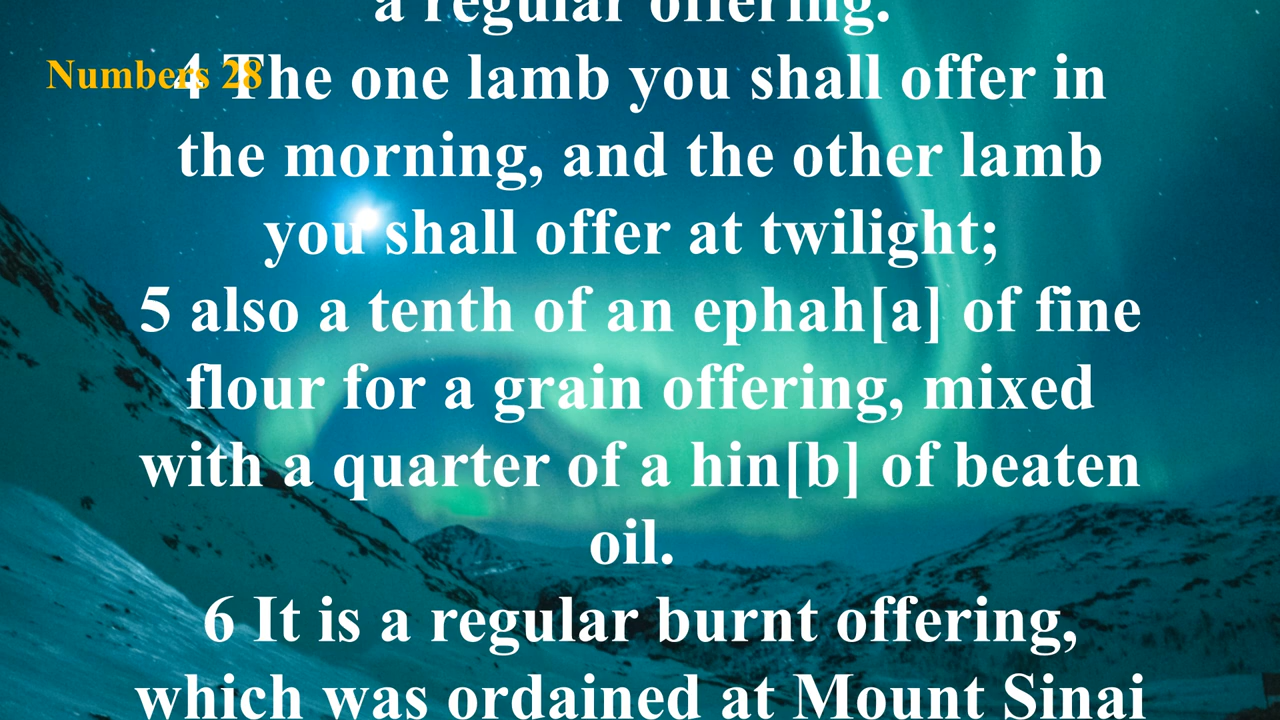 a regular offering.
Numbers 28
4 The one lamb you shall offer in
the morning, and the other lamb
you shall offer at twilight;
5 also a tenth of an ephah[a] of fine
flour for a grain offering, mixed
with a quarter of a hin[b] of beaten
oil.
6 It is a regular burnt offering,
which was ordained at Mount Sinai